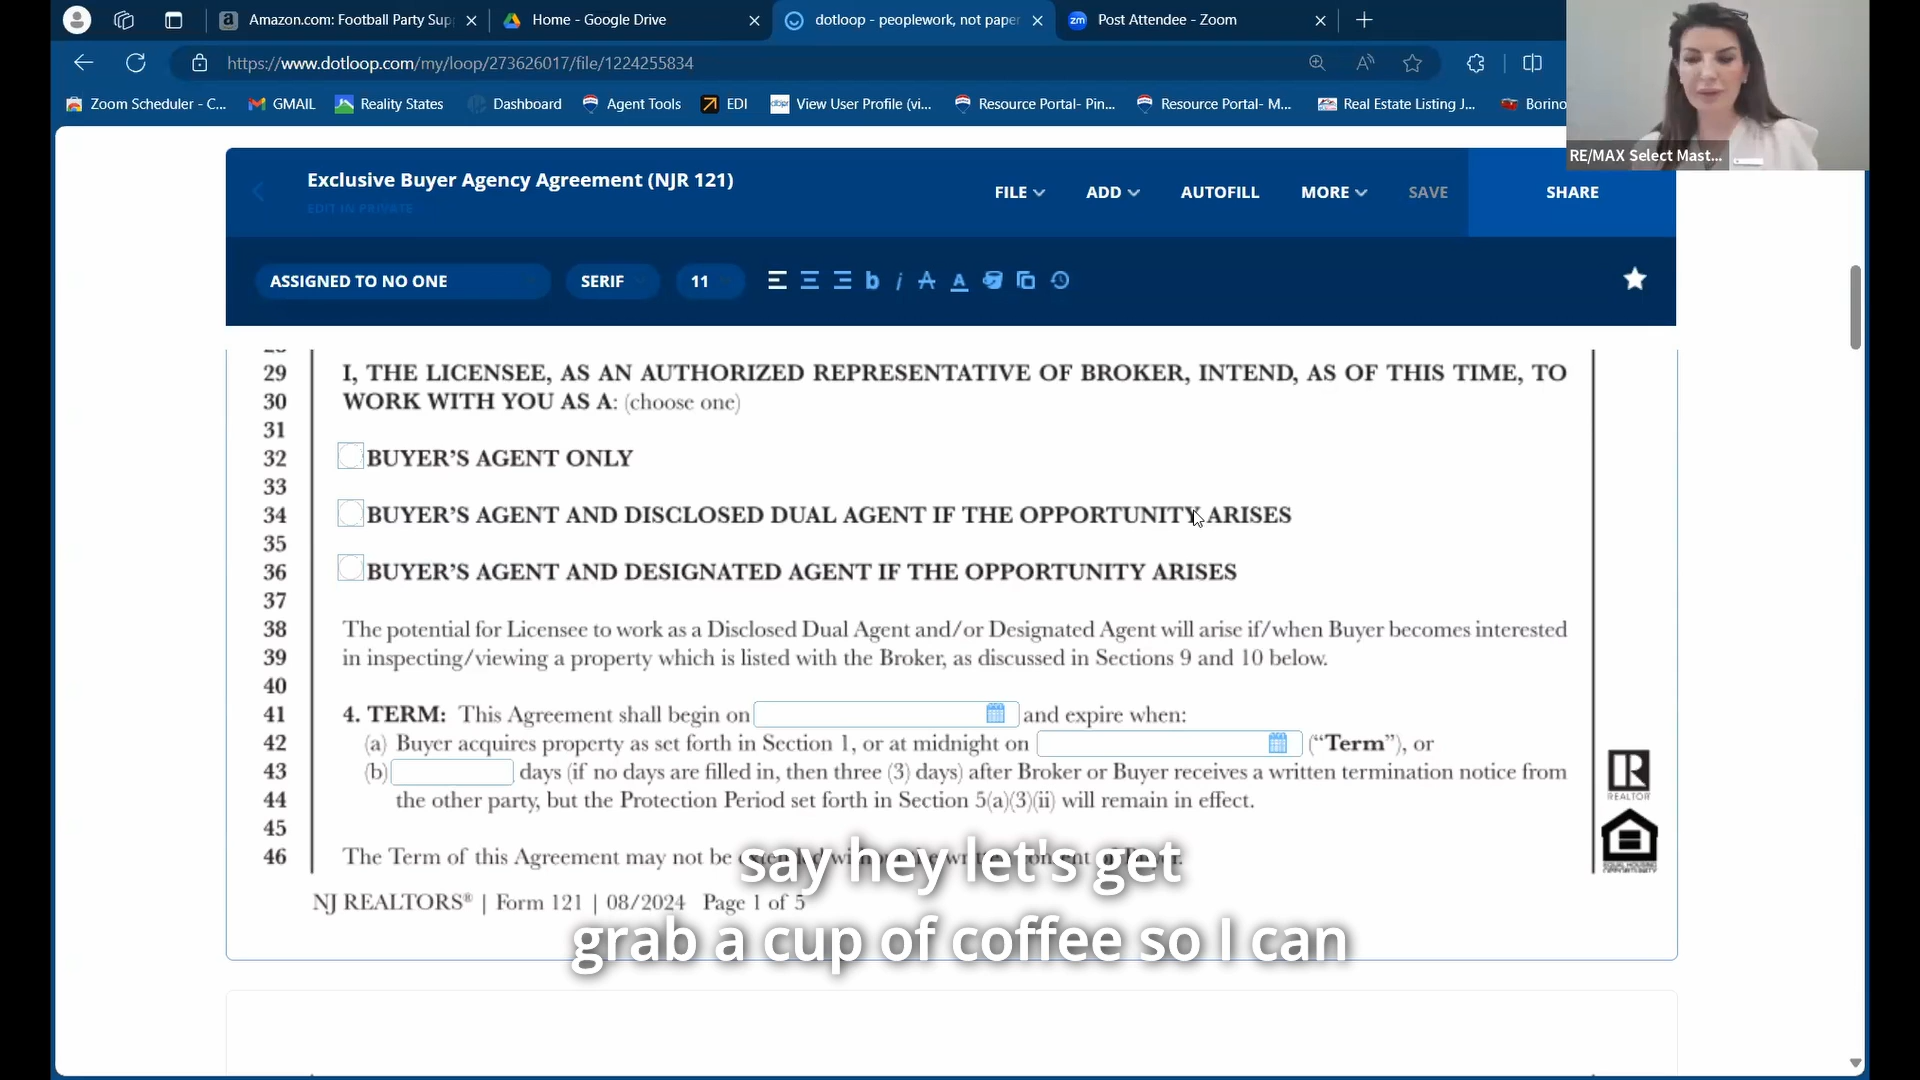 Amazon.com: Football Party Sup
Home - Google Drive
dotloop - peoplework, not paper
zm
Post Attendee - Zoom
https://www.dotloop.com/my/loop/273626017/file/1224255834
Zoom Scheduler - C...
GMAIL
Reality States
Dashboard
Agent Tools
EDI
View User Profile (vi...
Resource Portal- Pin...
Resource Portal- M...
Real Estate Listing J...
Borino
RE/MAX Select Mast...
Exclusive Buyer Agency Agreement (NJR 121)
EDIT IN PRIVATE
FILE
ADD
AUTOFILL
MORE
SAVE
SHARE
ASSIGNED TO NO ONE
SERIF
11
29 I, THE LICENSEE, AS AN AUTHORIZED REPRESENTATIVE OF BROKER, INTEND, AS OF THIS TIME, TO
30 WORK WITH YOU AS A: (choose one)
31
32 BUYER'S AGENT ONLY
33
34 BUYER'S AGENT AND DISCLOSED DUAL AGENT IF THE OPPORTUNITY ARISES
35
36 BUYER'S AGENT AND DESIGNATED AGENT IF THE OPPORTUNITY ARISES
37
38 The potential for Licensee to work as a Disclosed Dual Agent and/or Designated Agent will arise if/when Buyer becomes interested
39 in inspecting/viewing a property which is listed with the Broker, as discussed in Sections 9 and 10 below.
40
41 4. TERM: This Agreement shall begin on and expire when:
42 (a) Buyer acquires property as set forth in Section 1, or at midnight on ("Term"), or
43 (b) days (if no days are filled in, then three (3) days) after Broker or Buyer receives a written termination notice from
44 the other party, but the Protection Period set forth in Section 5(a)(3)(ii) will remain in effect.
45
46 The Term of this Agreement may not be
NJ REALTORS® | Form 121 | 08/2024 Page 1 of 5
REALTOR
EQUAL HOUSING
OPPORTUNITY
say hey let's get
grab a cup of coffee so I can